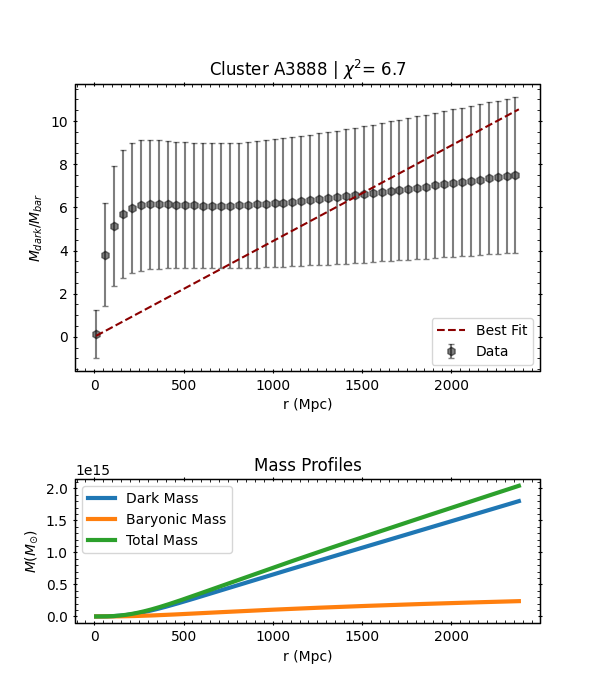 Cluster A3888 | χ²= 6.7
M_dark/M_bar
10
8
6
4
2
0
Best Fit
Data
0 500 1000 1500 2000
r (Mpc)
Mass Profiles
1e15
M(M_⊙)
2.0
1.5
1.0
0.5
0.0
Dark Mass
Baryonic Mass
Total Mass
0 500 1000 1500 2000
r (Mpc)